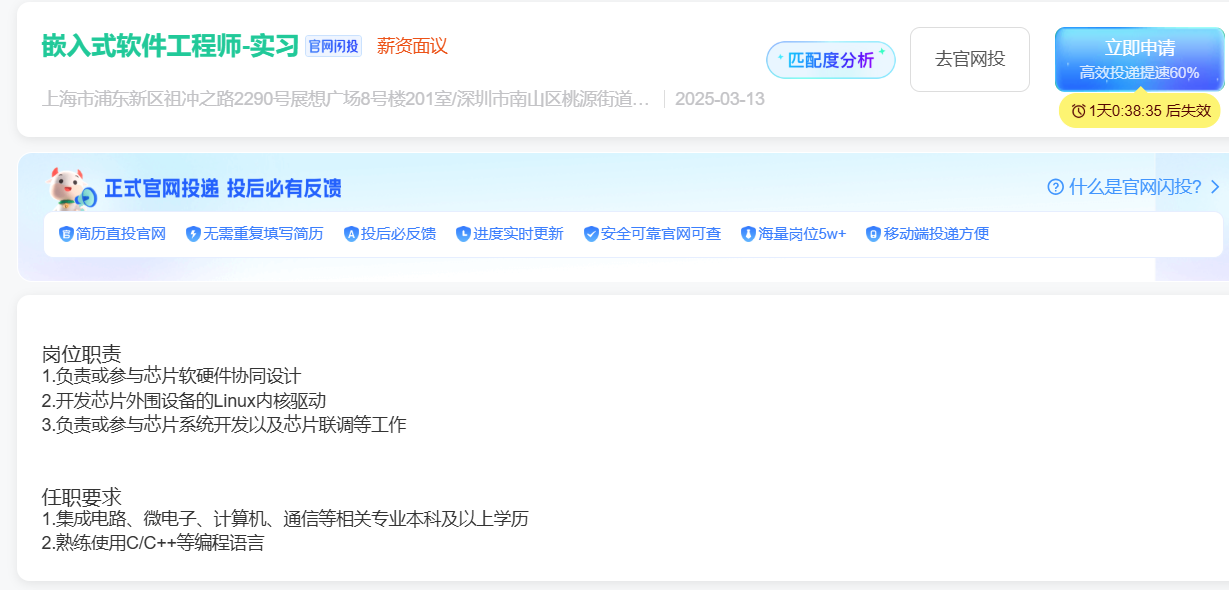 嵌入式软件工程师-实习 官网闪投 薪资面议
匹配度分析
去官网投
立即申请
高效投递提速60%
上海市浦东新区祖冲之路2290号展想广场8号楼201室/深圳市南山区桃源街道… 2025-03-13
1天0:38:35 后失效
正式官网投递 投后必有反馈
什么是官网闪投?
简历直投官网 无需重复填写简历 投后必反馈 进度实时更新 安全可靠官网可查 海量岗位5w+ 移动端投递方便
岗位职责
1.负责或参与芯片软硬件协同设计
2.开发芯片外围设备的Linux内核驱动
3.负责或参与芯片系统开发以及芯片联调等工作
任职要求
1.集成电路、微电子、计算机、通信等相关专业本科及以上学历
2.熟练使用C/C++等编程语言